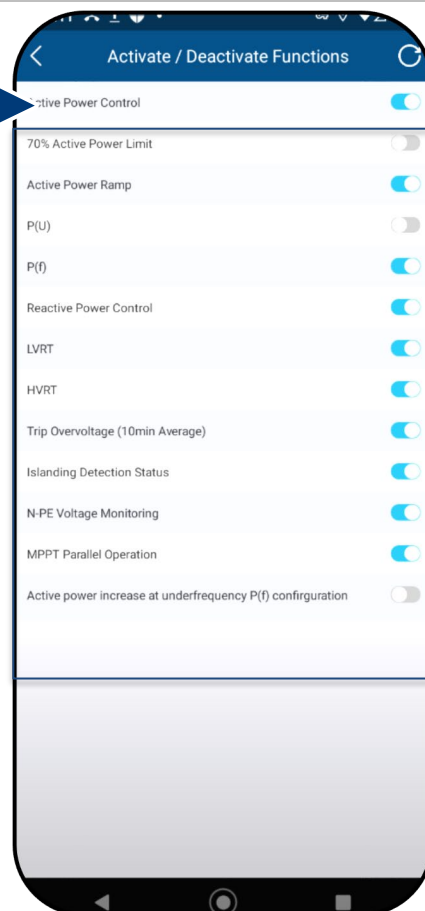 Activate / Deactivate Functions
Active Power Control
70% Active Power Limit
Active Power Ramp
P(U)
P(f)
Reactive Power Control
LVRT
HVRT
Trip Overvoltage (10min Average)
Islanding Detection Status
N-PE Voltage Monitoring
MPPT Parallel Operation
Active power increase at underfrequency P(f) confirguration